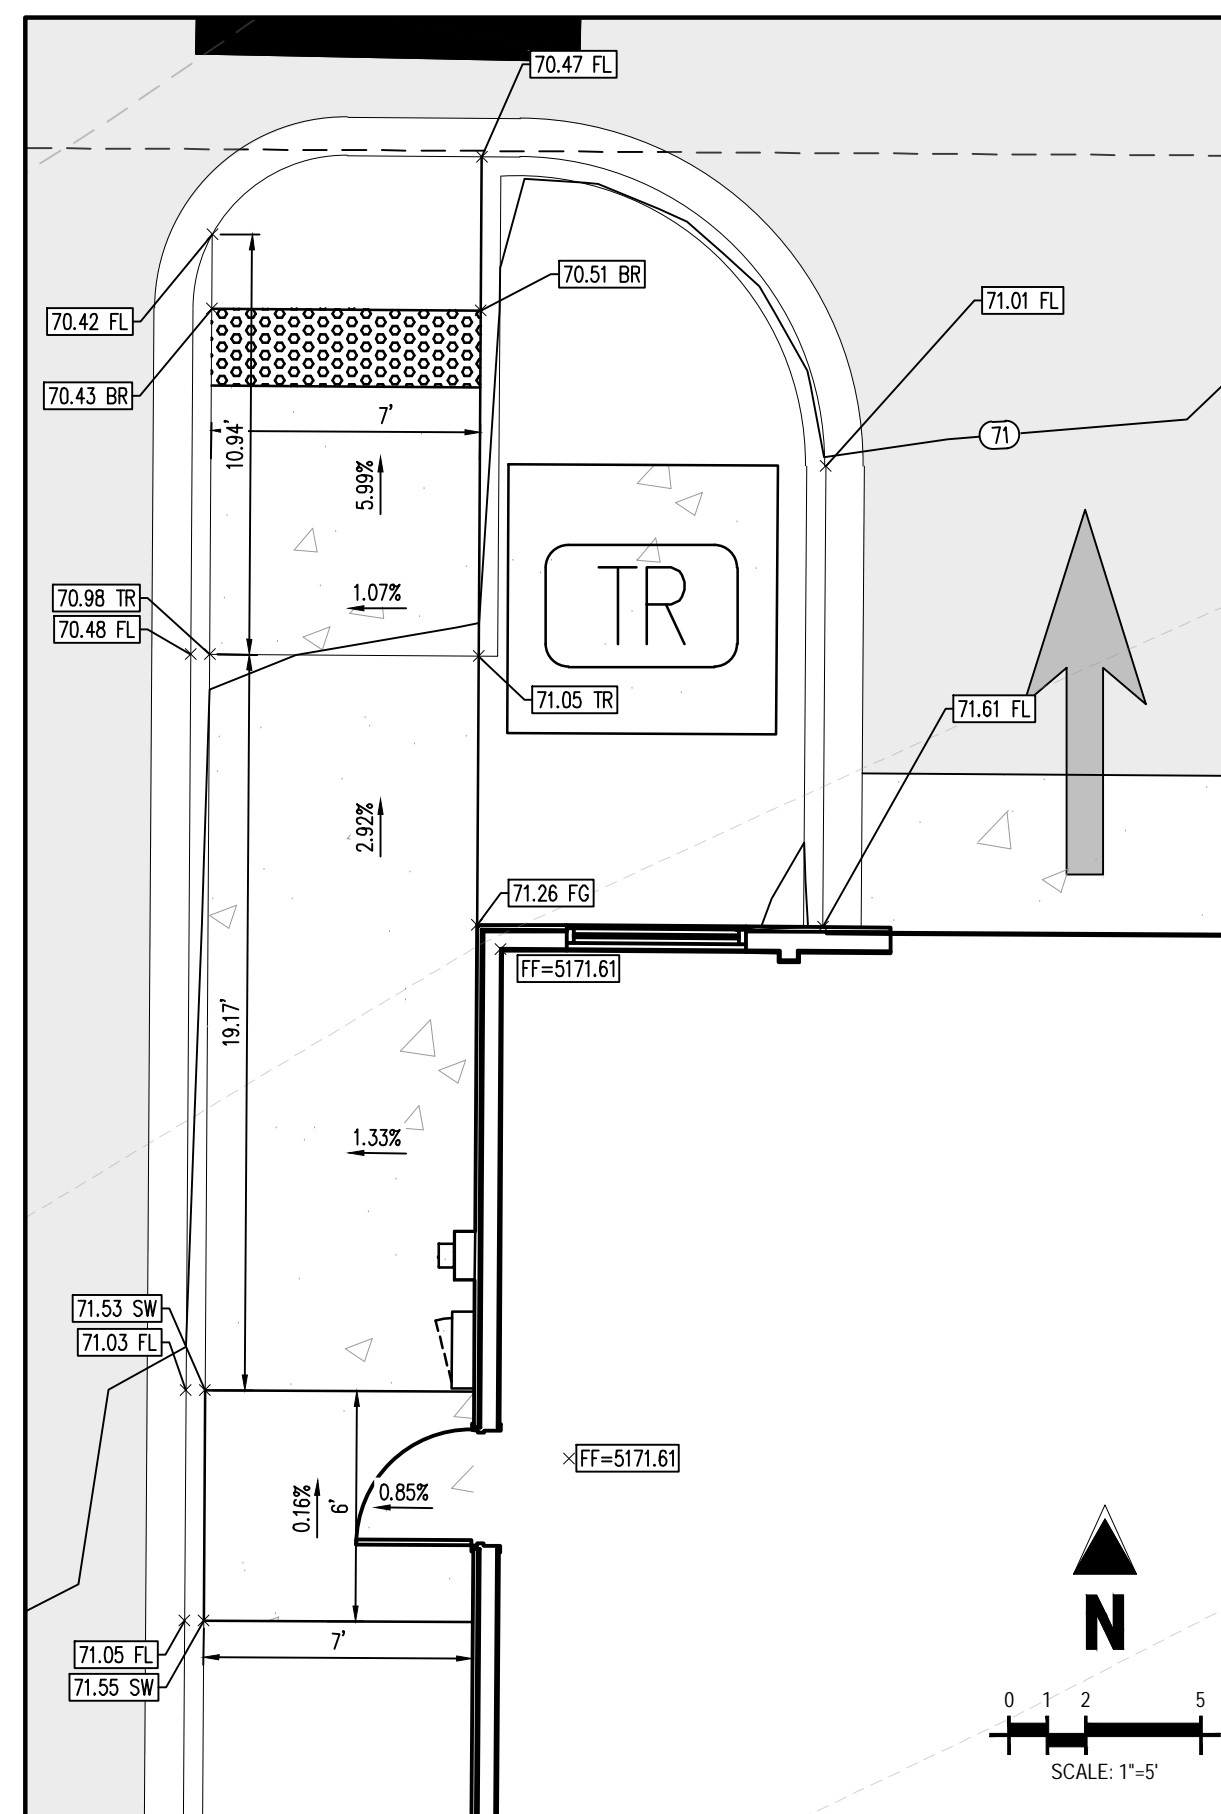 70.47 FL
70.51 BR
71.01 FL
70.42 FL
70.43 BR
7'
10.94'
71
5.99%
1.07%
70.98 TR
70.48 FL
TR
71.05 TR
71.61 FL
2.92%
71.26 FG
FF=5171.61
19.17'
1.33%
71.53 SW
71.03 FL
FF=5171.61
0.16%
6'
0.85%
71.05 FL
7'
71.55 SW
N
0 1 2 5
SCALE: 1"=5'